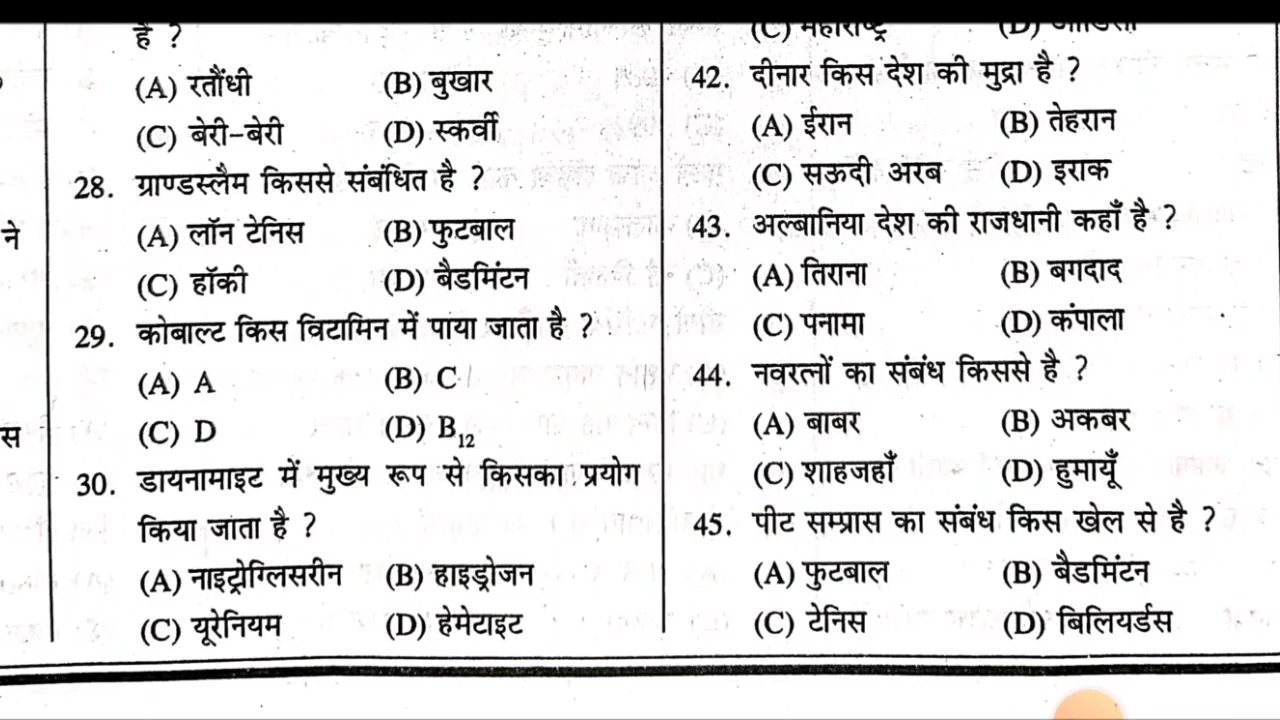 है ?
(A) रतौंधी (B) बुखार
(C) बेरी-बेरी (D) स्कर्वी
28. ग्राण्डस्लैम किससे संबंधित है ?
(A) लॉन टेनिस (B) फुटबाल
(C) हॉकी (D) बैडमिंटन
29. कोबाल्ट किस विटामिन में पाया जाता है ?
(A) A (B) C
(C) D (D) B₁₂
30. डायनामाइट में मुख्य रूप से किसका प्रयोग
किया जाता है ?
(A) नाइट्रोग्लिसरीन (B) हाइड्रोजन
(C) यूरेनियम (D) हेमेटाइट
ने
स
(C) महाराष्ट्र (D)
42. दीनार किस देश की मुद्रा है ?
(A) ईरान (B) तेहरान
(C) सऊदी अरब (D) इराक
43. अल्बानिया देश की राजधानी कहाँ है ?
(A) तिराना (B) बगदाद
(C) पनामा (D) कंपाला
44. नवरत्नों का संबंध किससे है ?
(A) बाबर (B) अकबर
(C) शाहजहाँ (D) हुमायूँ
45. पीट सम्प्रास का संबंध किस खेल से है ?
(A) फुटबाल (B) बैडमिंटन
(C) टेनिस (D) बिलियर्डस